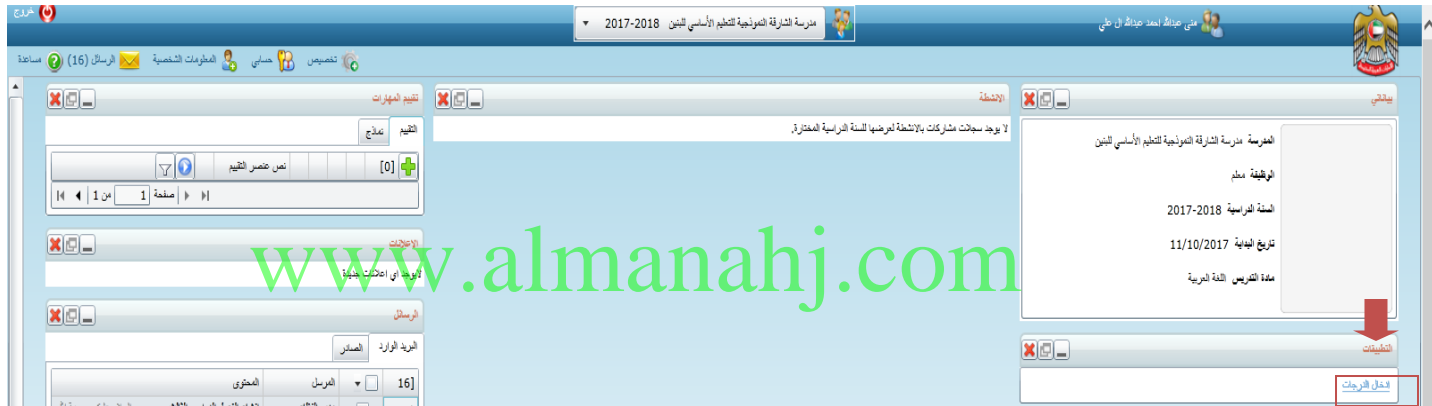 منى عبدالله احمد عبدالله ال علي
مدرسة الشارقة النموذجية للتعليم الأساسي للبنين 2017-2018
خروج
تخصيص حسابي المعلومات الشخصية الرسائل (16) مساعدة
بياناتي
المدرسة مدرسة الشارقة النموذجية للتعليم الأساسي للبنين
الوظيفة معلم
السنة الدراسية 2017-2018
تاريخ البداية 11/10/2017
مادة التدريس اللغة العربية
التطبيقات
ادخال الدرجات
الانشطة
لا يوجد سجلات مشاركات بالانشطة لعرضها للسنة الدراسية المختارة.
تقييم المهارات
التقيم نماذج
[0] نص عنصر التقييم
صفحة 1 من 1
الاعلانات
لايوجد اي اعلانات جديدة
الرسائل
البريد الوارد الصادر
[16 المرسل المحتوى
www.almanahj.com